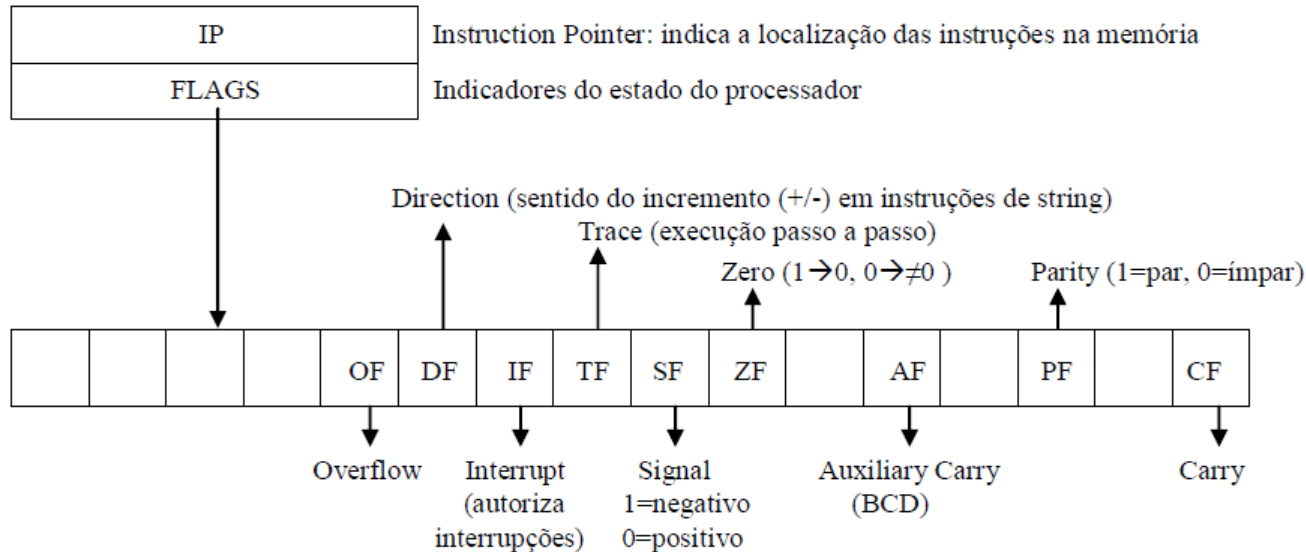 IP Instruction Pointer: indica a localização das instruções na memória
FLAGS Indicadores do estado do processador
Direction (sentido do incremento (+/-) em instruções de string)
Trace (execução passo a passo)
Zero (1→0, 0→≠0 ) Parity (1=par, 0=ímpar)
OF DF IF TF SF ZF AF PF CF
Overflow Interrupt Signal Auxiliary Carry Carry
(autoriza 1=negativo (BCD)
interrupções) 0=positivo